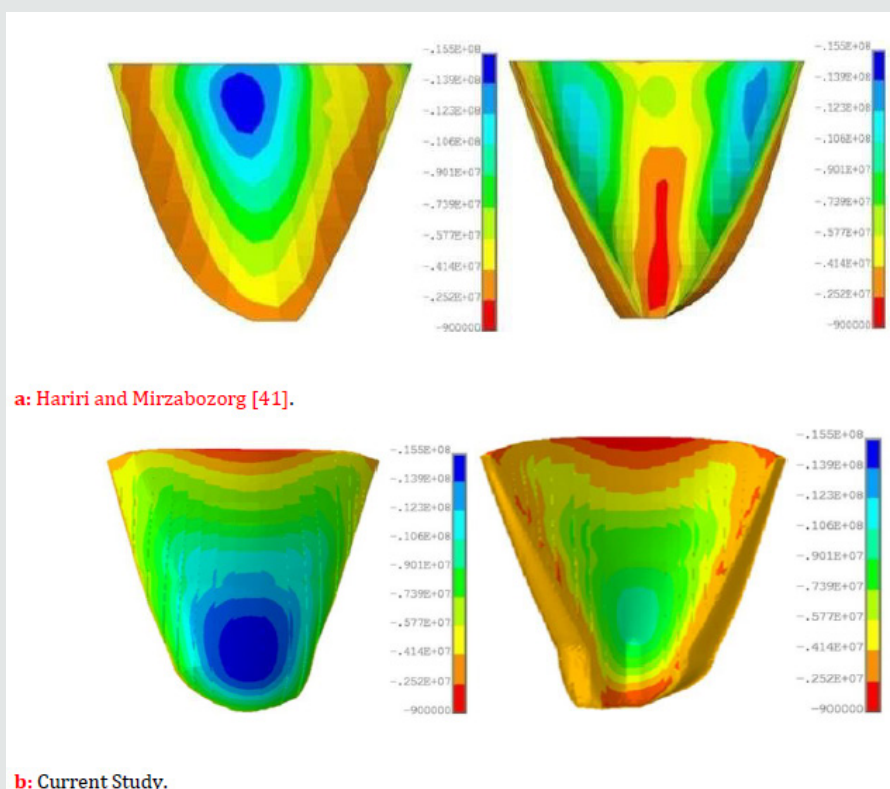 -.155E+08
-.139E+08
-.123E+08
-.106E+08
-.901E+07
-.739E+07
-.577E+07
-.414E+07
-.252E+07
-900000
-.155E+08
-.139E+08
-.123E+08
-.106E+08
-.901E+07
-.739E+07
-.577E+07
-.414E+07
-.252E+07
-900000
a: Hariri and Mirzabozorg [41].
-.155E+08
-.139E+08
-.123E+08
-.106E+08
-.901E+07
-.739E+07
-.577E+07
-.414E+07
-.252E+07
-900000
-.155E+08
-.139E+08
-.123E+08
-.106E+08
-.901E+07
-.739E+07
-.577E+07
-.414E+07
-.252E+07
-900000
b: Current Study.